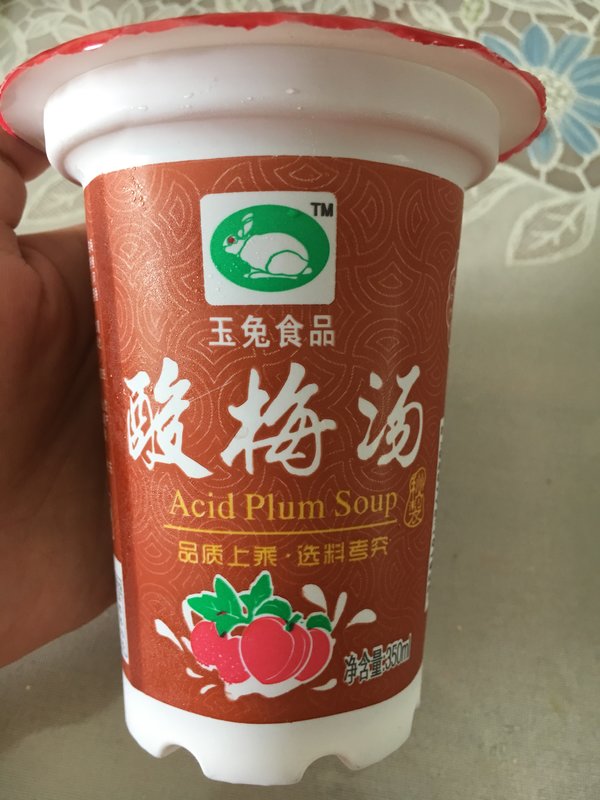 TM
玉兔食品
酸梅汤
Acid Plum Soup
品质上乘·选料考究
净含量:350ml